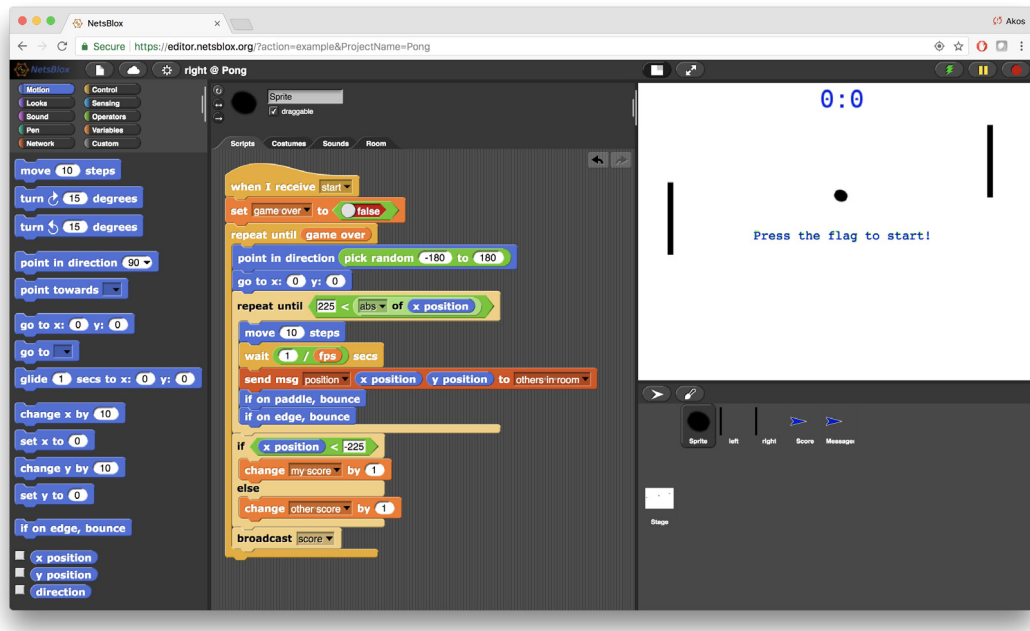 NetsBlox
Akos
Secure https://editor.netsblox.org/?action=example&ProjectName=Pong
NetsBlox
right @ Pong
Motion
Control
Looks
Sensing
Sound
Operators
Pen
Variables
Network
Custom
move 10 steps
turn 15 degrees
turn 15 degrees
point in direction 90
point towards
go to x: 0 y: 0
go to
glide 1 secs to x: 0 y: 0
change x by 10
set x to 0
change y by 10
set y to 0
if on edge, bounce
x position
y position
direction
Sprite
draggable
Scripts Costumes Sounds Room
when I receive start
set game over to false
repeat until game over
point in direction pick random -180 to 180
go to x: 0 y: 0
repeat until 225 < abs of x position
move 10 steps
wait 1 / fps secs
send msg position x position y position to others in room
if on paddle, bounce
if on edge, bounce
if x position < -225
change my score by 1
else
change other score by 1
broadcast score
0:0
Press the flag to start!
Sprite
left
right
Score
Message
Stage